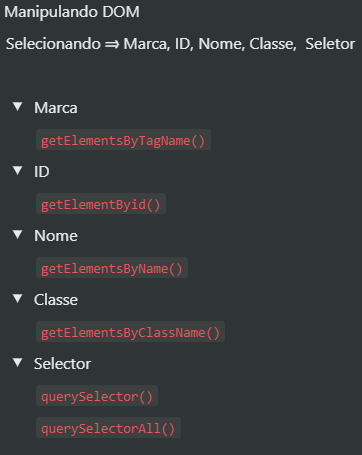 Manipulando DOM
Selecionando ⇒ Marca, ID, Nome, Classe, Seletor
Marca
getElementsByTagName()
ID
getElementByid()
Nome
getElementsByName()
Classe
getElementsByClassName()
Selector
querySelector()
querySelectorAll()